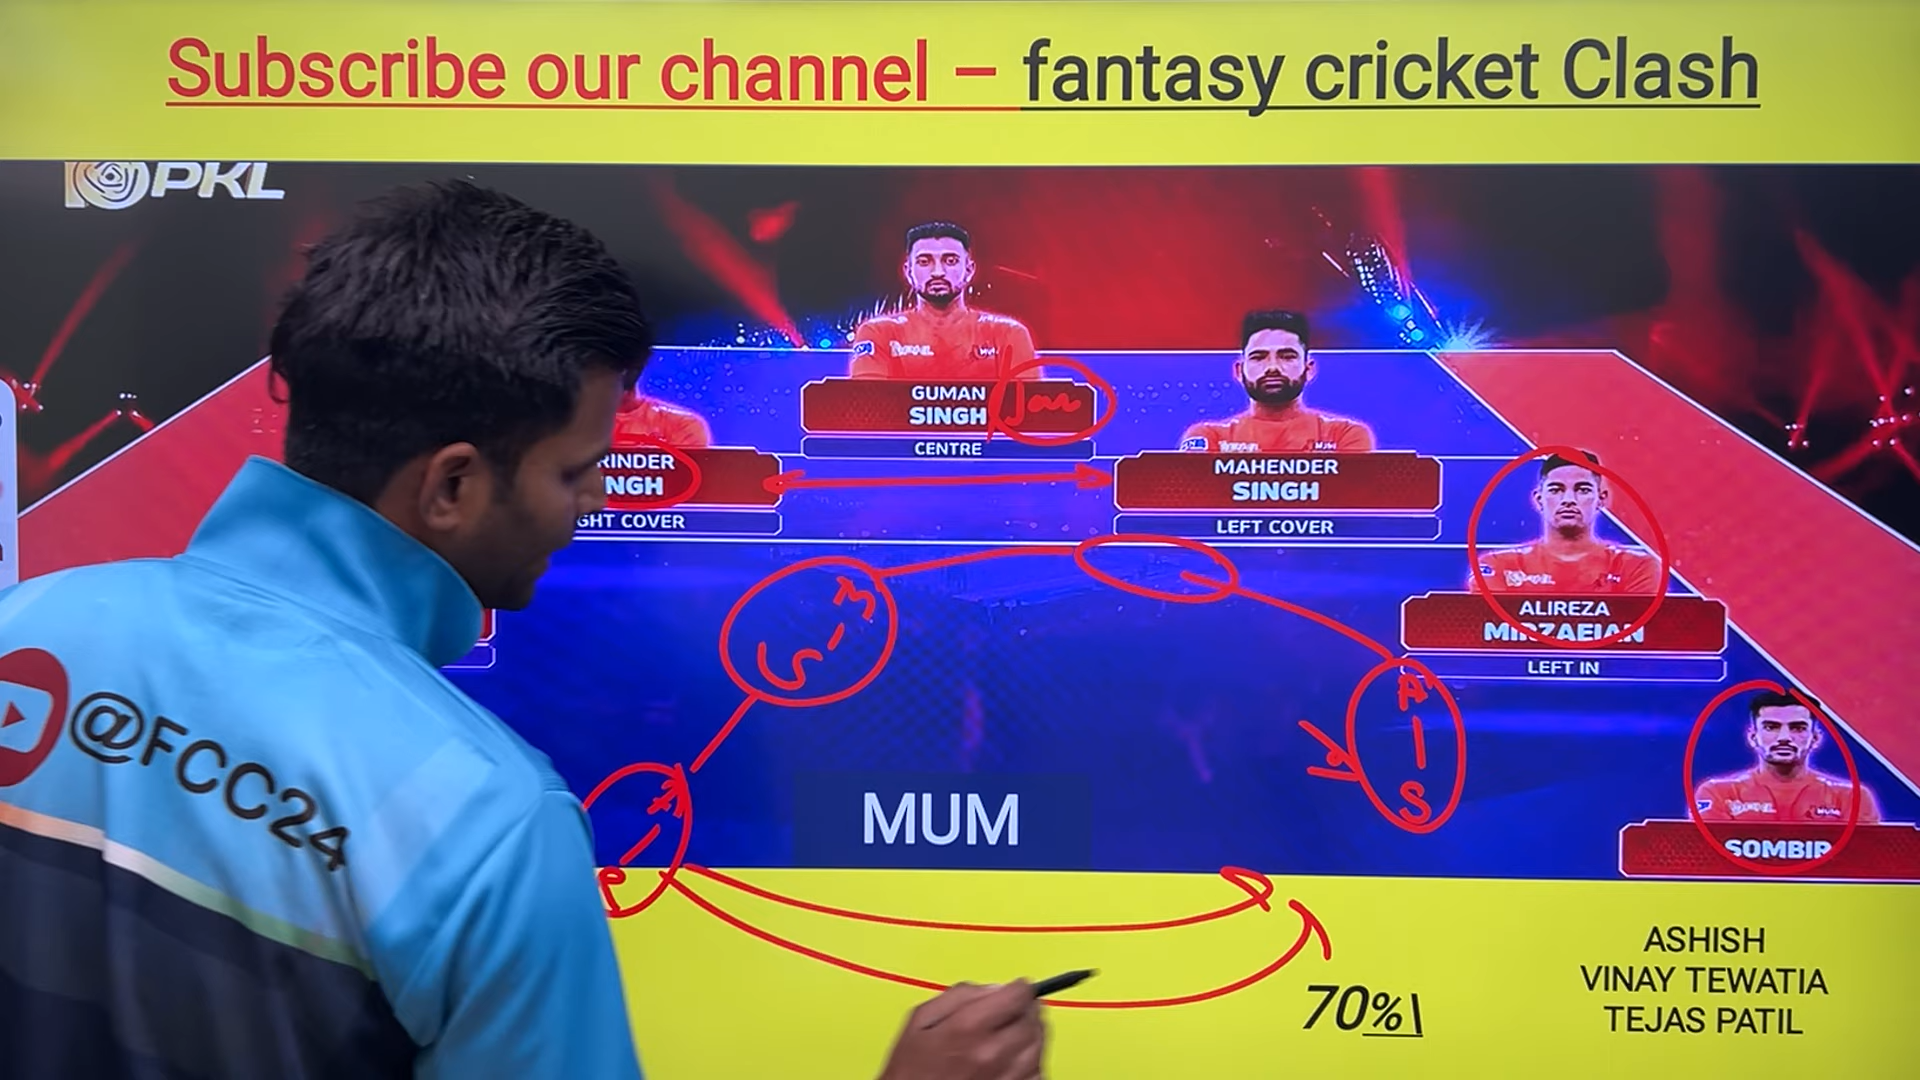 Subscribe our channel – fantasy cricket Clash
PKL
GUMAN
SINGH
CENTRE
RINDER
NGH
GHT COVER
MAHENDER
SINGH
LEFT COVER
ALIREZA
MIRZAEIAN
LEFT IN
A
S
SOMBIR
MUM
@FCC24
70%\
ASHISH
VINAY TEWATIA
TEJAS PATIL